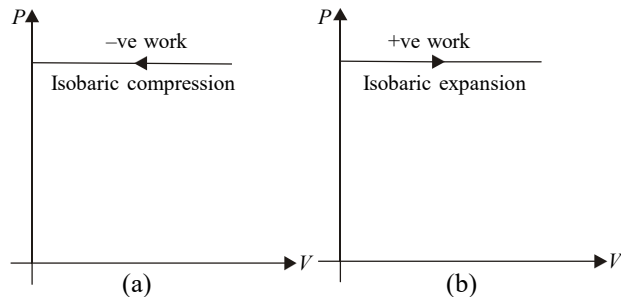 P
–ve work
Isobaric compression
V
(a)
P
+ve work
Isobaric expansion
V
(b)